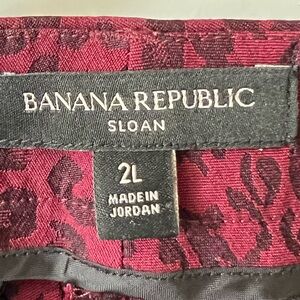 BANANA REPUBLIC
SLOAN
2L
MADE IN
JORDAN